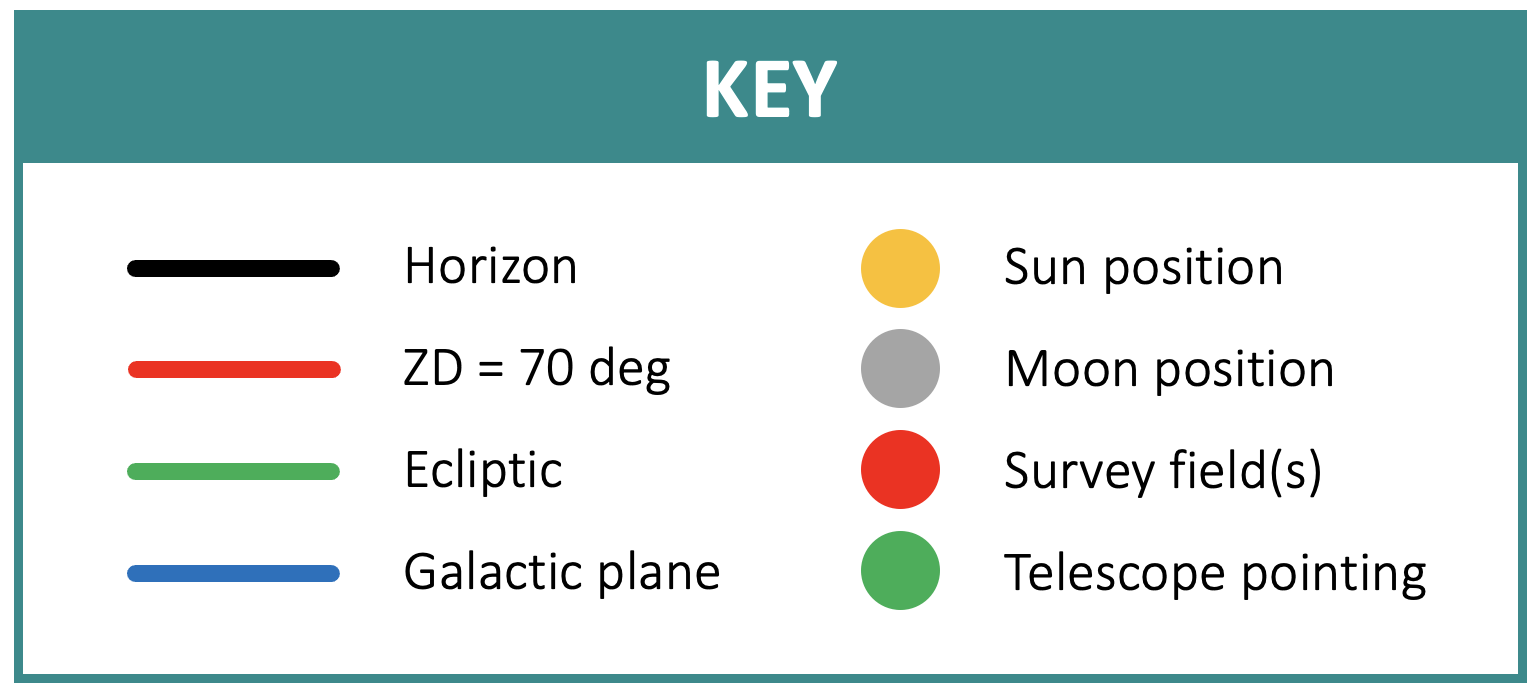 KEY
Horizon
ZD = 70 deg
Ecliptic
Galactic plane
Sun position
Moon position
Survey field(s)
Telescope pointing